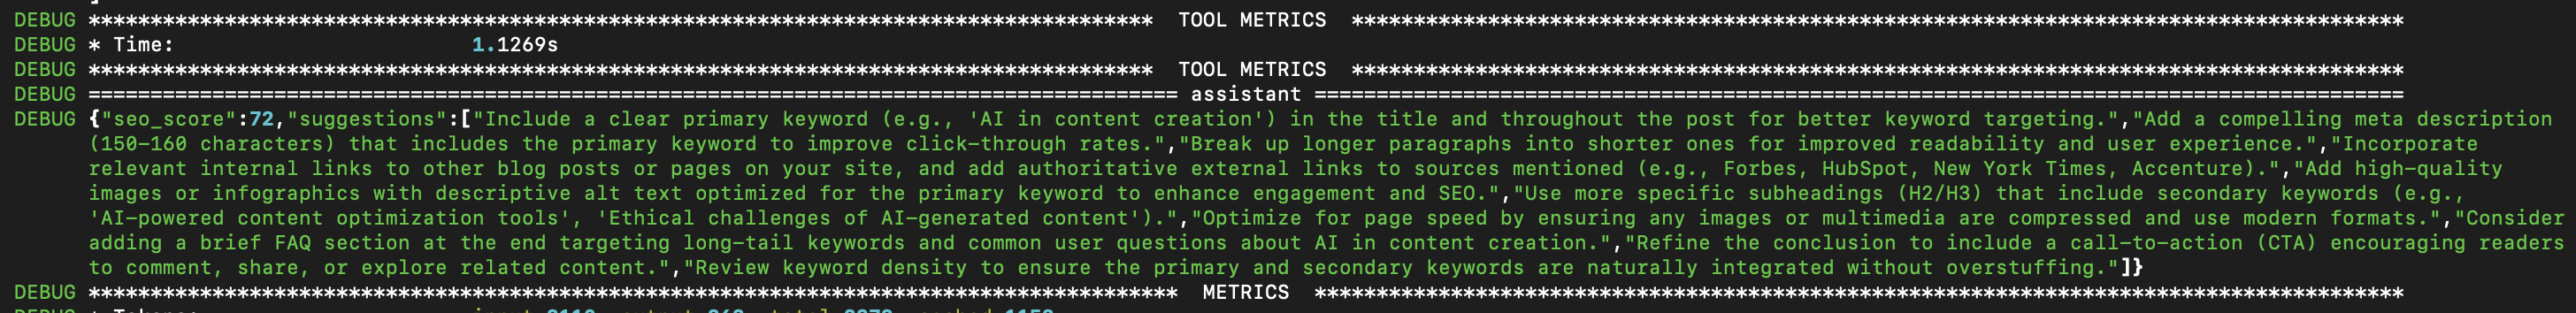 DEBUG ************************************************************************************** TOOL METRICS *************************************************************************************
DEBUG * Time: 1.1269s
DEBUG ************************************************************************************** TOOL METRICS *************************************************************************************
DEBUG ======================================================================================== assistant ========================================================================================
DEBUG {"seo_score":72,"suggestions":["Include a clear primary keyword (e.g., 'AI in content creation') in the title and throughout the post for better keyword targeting.","Add a compelling meta description
(150-160 characters) that includes the primary keyword to improve click-through rates.","Break up longer paragraphs into shorter ones for improved readability and user experience.","Incorporate
relevant internal links to other blog posts or pages on your site, and add authoritative external links to sources mentioned (e.g., Forbes, HubSpot, New York Times, Accenture).","Add high-quality
images or infographics with descriptive alt text optimized for the primary keyword to enhance engagement and SEO.","Use more specific subheadings (H2/H3) that include secondary keywords (e.g.,
'AI-powered content optimization tools', 'Ethical challenges of AI-generated content').","Optimize for page speed by ensuring any images or multimedia are compressed and use modern formats.","Consider
adding a brief FAQ section at the end targeting long-tail keywords and common user questions about AI in content creation.","Refine the conclusion to include a call-to-action (CTA) encouraging readers
to comment, share, or explore related content.","Review keyword density to ensure the primary and secondary keywords are naturally integrated without overstuffing."]}
DEBUG **************************************************************************************** METRICS ****************************************************************************************